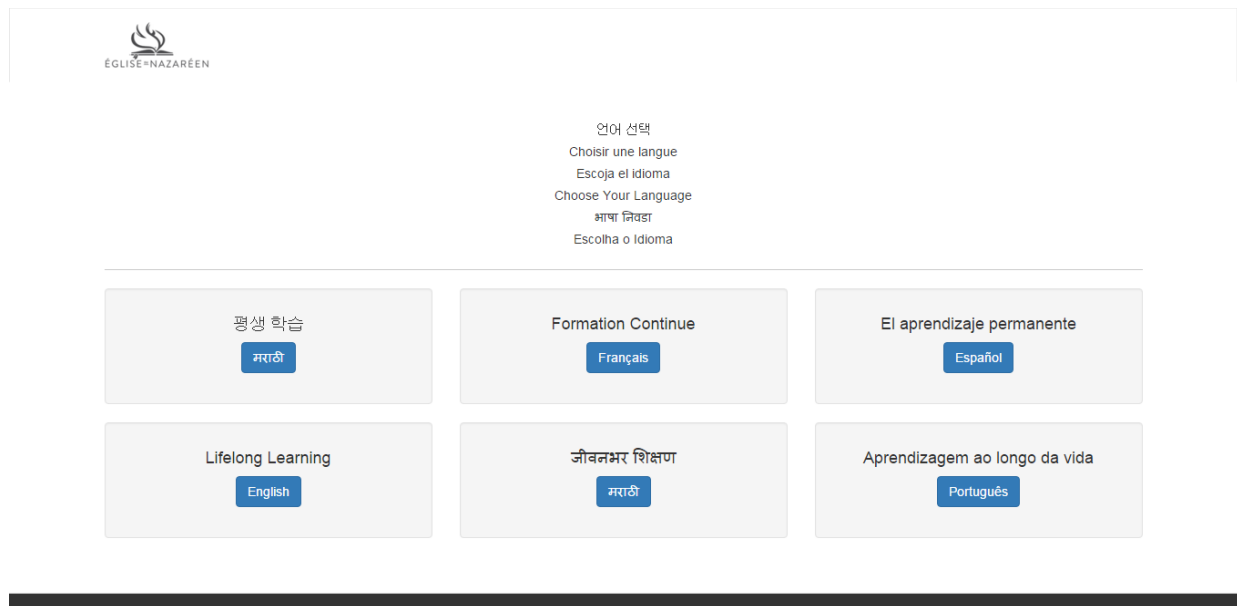 ÉGLISE DU NAZARÉEN
언어 선택
Choisir une langue
Escoja el idioma
Choose Your Language
भाषा निवडा
Escolha o Idioma
평생 학습
मराठी
Formation Continue
Français
El aprendizaje permanente
Español
Lifelong Learning
English
जीवनभर शिक्षण
मराठी
Aprendizagem ao longo da vida
Português